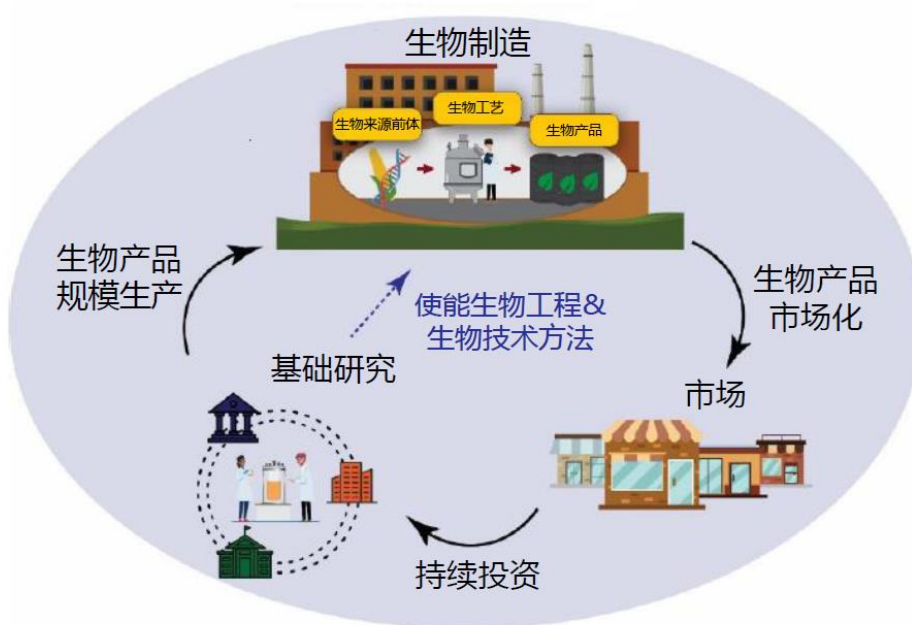 生物制造
生物工艺
生物来源前体
生物产品
生物产品
规模生产
使能生物工程&
生物技术方法
生物产品
市场化
基础研究
市场
持续投资